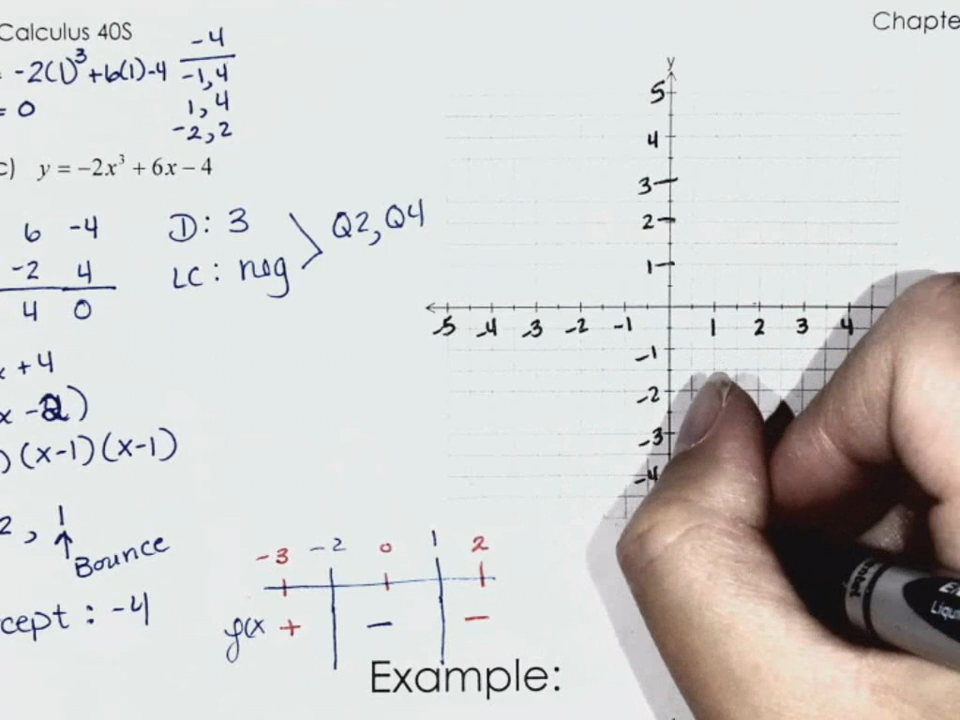 Calculus 40S
Chapte
= -2(1)³ + 6(1) - 4
= 0
-4
-1, 4
1, 4
-2, 2
c) y = -2x³ + 6x - 4
6 -4
-2 4
4 0
D: 3
LC: neg
Q2, Q4
x + 4
x - 2)
) (x-1)(x-1)
2, 1
Bounce
cept : -4
-3 -2 0 1 2
f(x + - -
Example:
y
5
4
3
2
1
-5 -4 -3 -2 -1 1 2 3 4
-1
-2
-3
-4